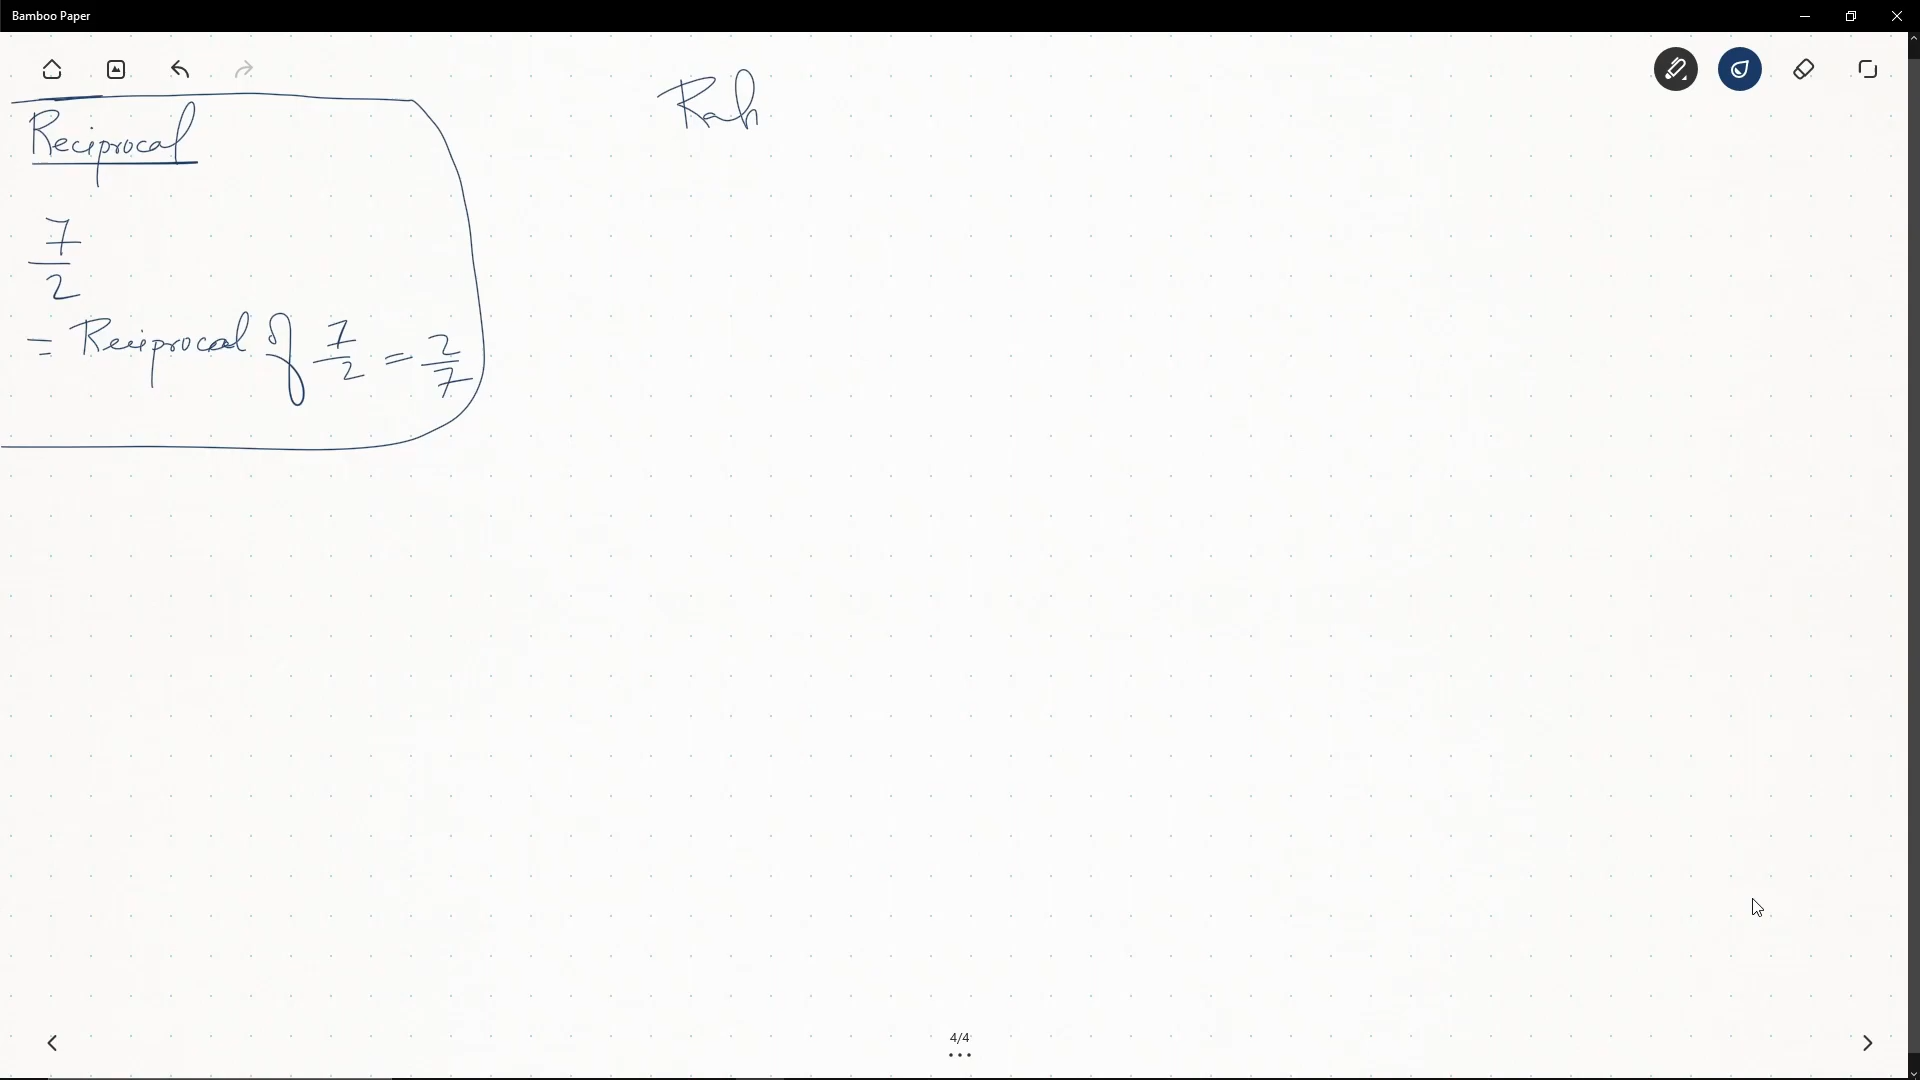 Bamboo Paper
Reciprocal
7/2
= Reciprocal of 7/2 = 2/7
Rah
4/4